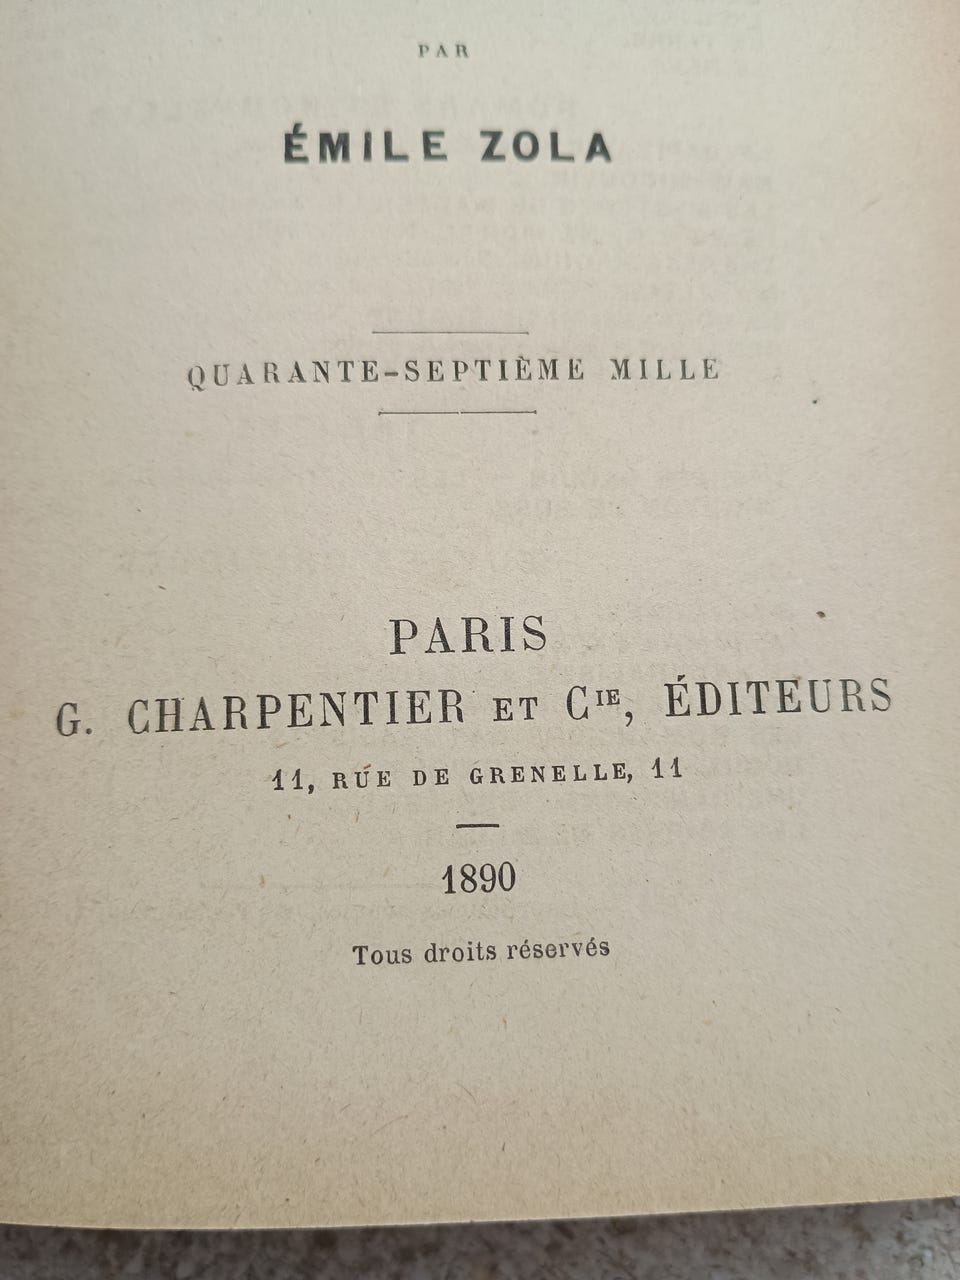 PAR
ÉMILE ZOLA
QUARANTE-SEPTIÈME MILLE
PARIS
G. CHARPENTIER ET Cᴵᴱ, ÉDITEURS
11, RUE DE GRENELLE, 11
1890
Tous droits réservés